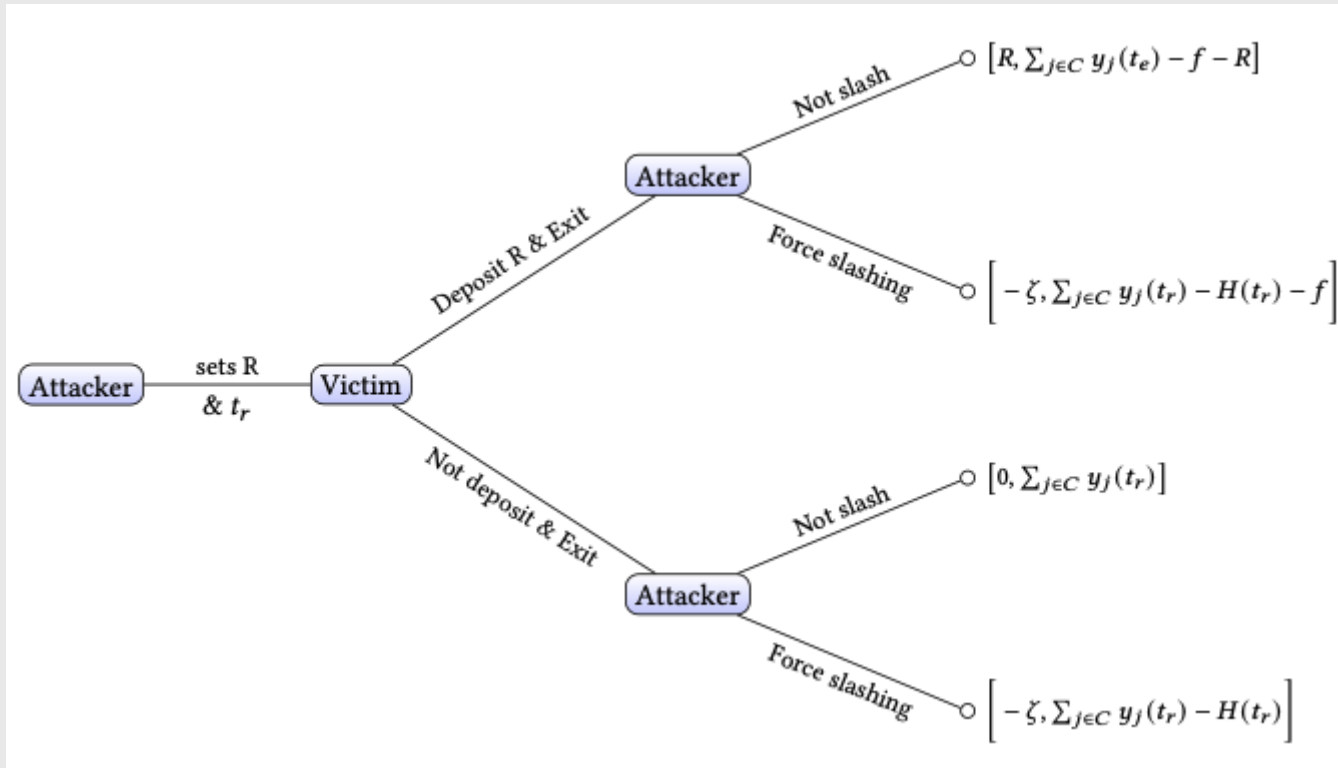 Not slash
[R, ∑_{j∈C} y_j(t_e) − f − R]
Attacker
Deposit R & Exit
Force slashing
[− ζ, ∑_{j∈C} y_j(t_r) − H(t_r) − f]
Attacker
sets R
& t_r
Victim
Not deposit & Exit
Not slash
[0, ∑_{j∈C} y_j(t_r)]
Attacker
Force slashing
[− ζ, ∑_{j∈C} y_j(t_r) − H(t_r)]